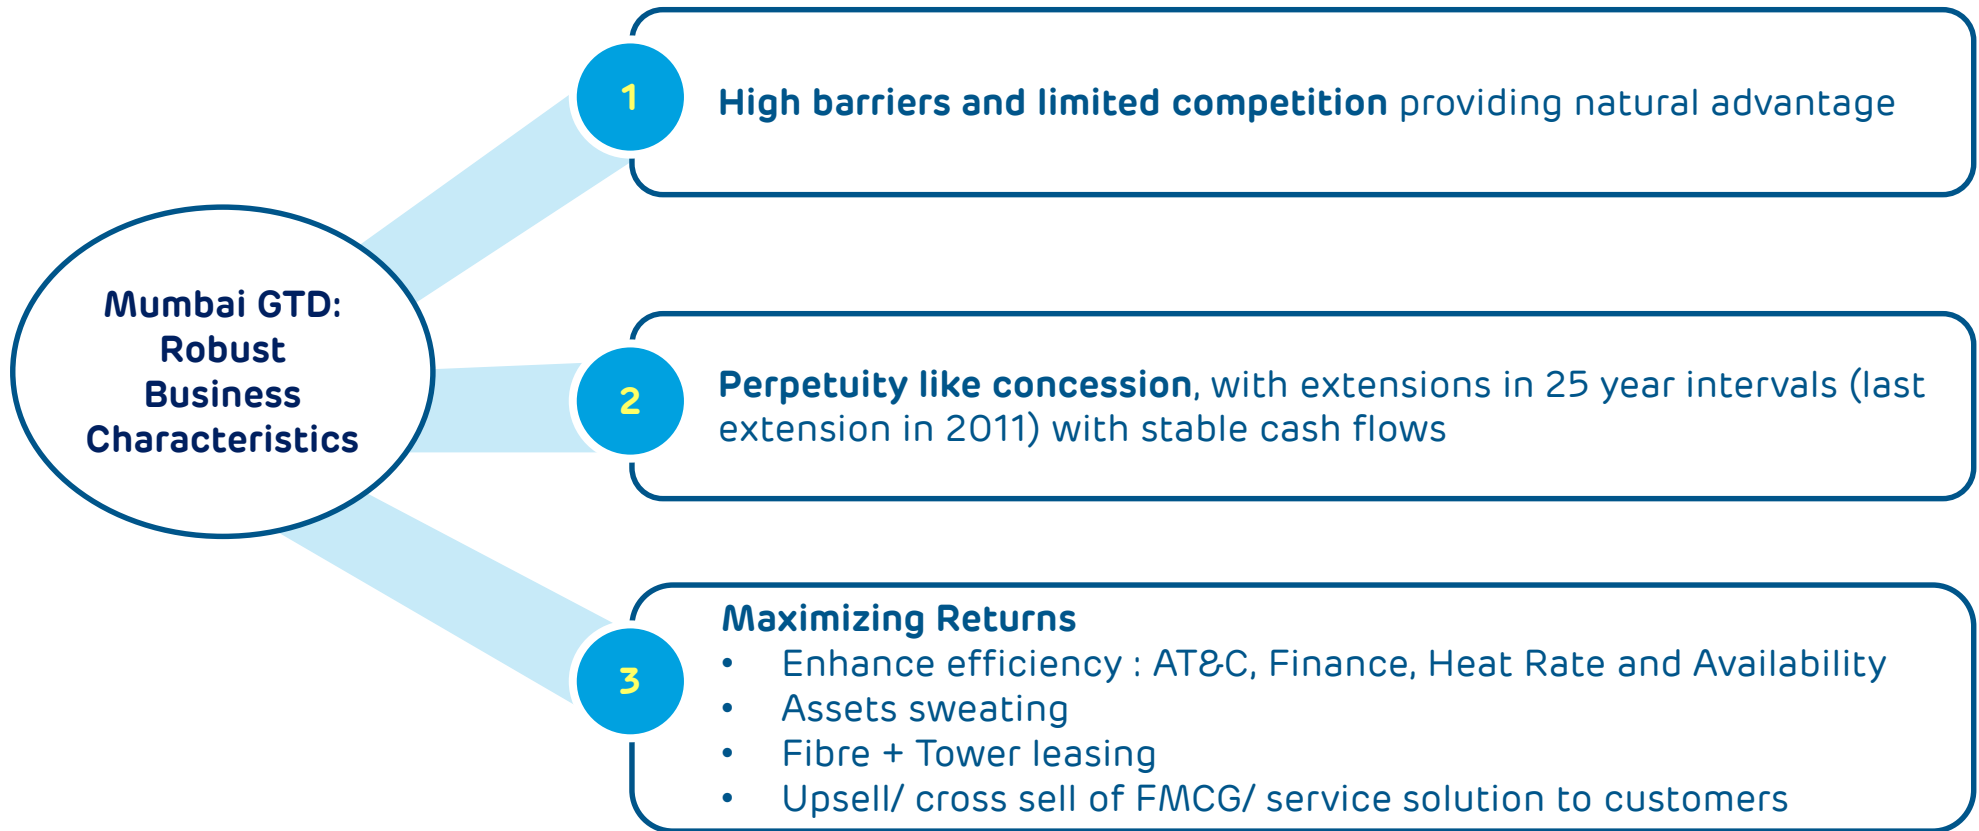 Mumbai GTD:
Robust
Business
Characteristics
1
High barriers and limited competition providing natural advantage
2
Perpetuity like concession, with extensions in 25 year intervals (last
extension in 2011) with stable cash flows
3
Maximizing Returns
• Enhance efficiency : AT&C, Finance, Heat Rate and Availability
• Assets sweating
• Fibre + Tower leasing
• Upsell/ cross sell of FMCG/ service solution to customers